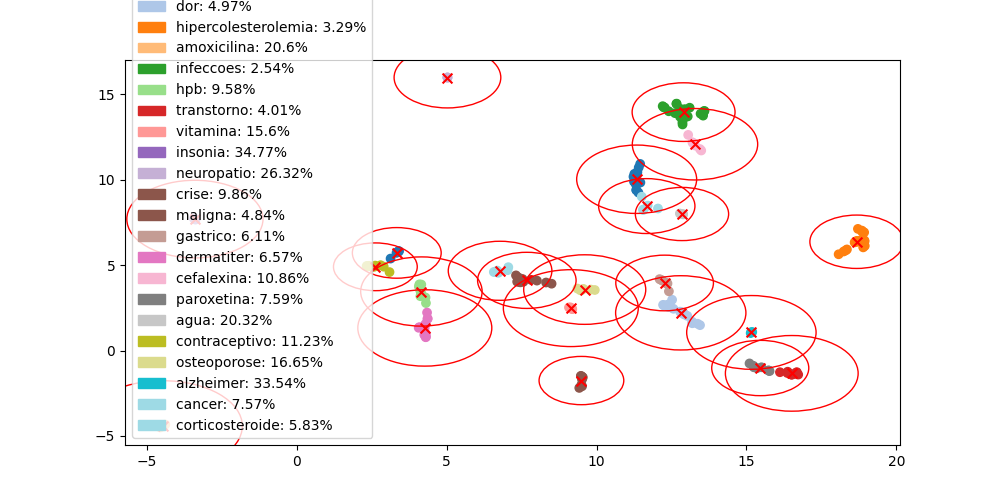 dor: 4.97%
hipercolesterolemia: 3.29%
amoxicilina: 20.6%
infeccoes: 2.54%
hpb: 9.58%
transtorno: 4.01%
vitamina: 15.6%
insonia: 34.77%
neuropatio: 26.32%
crise: 9.86%
maigna: 4.84%
gastrico: 6.11%
dermatiter: 6.57%
cefalexina: 10.86%
paroxetina: 7.59%
agua: 20.32%
contraceptivo: 11.23%
osteoporose: 16.65%
alzheimer: 33.54%
cancer: 7.57%
corticosteroide: 5.83%
15
10
5
0
−5
−5 0 5 10 15 20